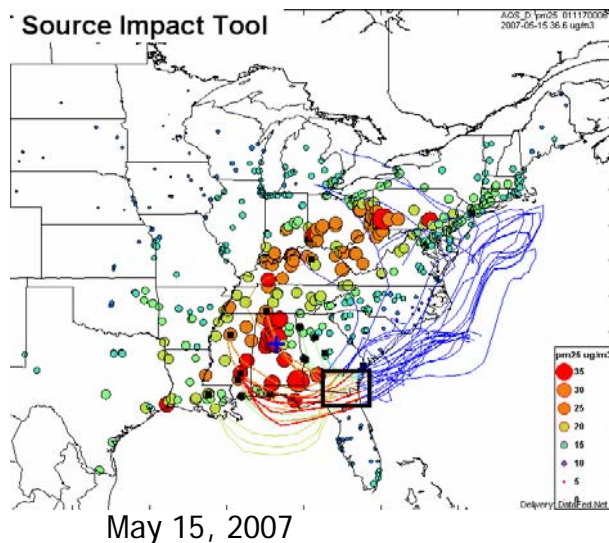 Source Impact Tool
AQS_D pm25 011170006
2007-05-15 36.6 ug/m3
pm25 ug/m3
35
30
25
20
15
10
5
0
Delivery: DataFed.Net
May 15, 2007